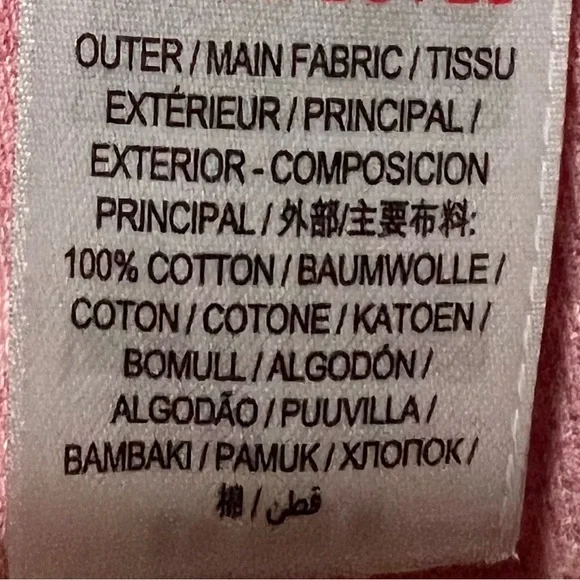 OUTER / MAIN FABRIC / TISSU
EXTÉRIEUR / PRINCIPAL /
EXTERIOR - COMPOSICION
PRINCIPAL / 外部/主要布料:
100% COTTON / BAUMWOLLE /
COTON / COTONE / KATOEN /
BOMULL / ALGODÓN /
ALGODÃO / PUUVILLA /
BAMBAKI / PAMUK / ХЛОПОК /
棉 / قطن